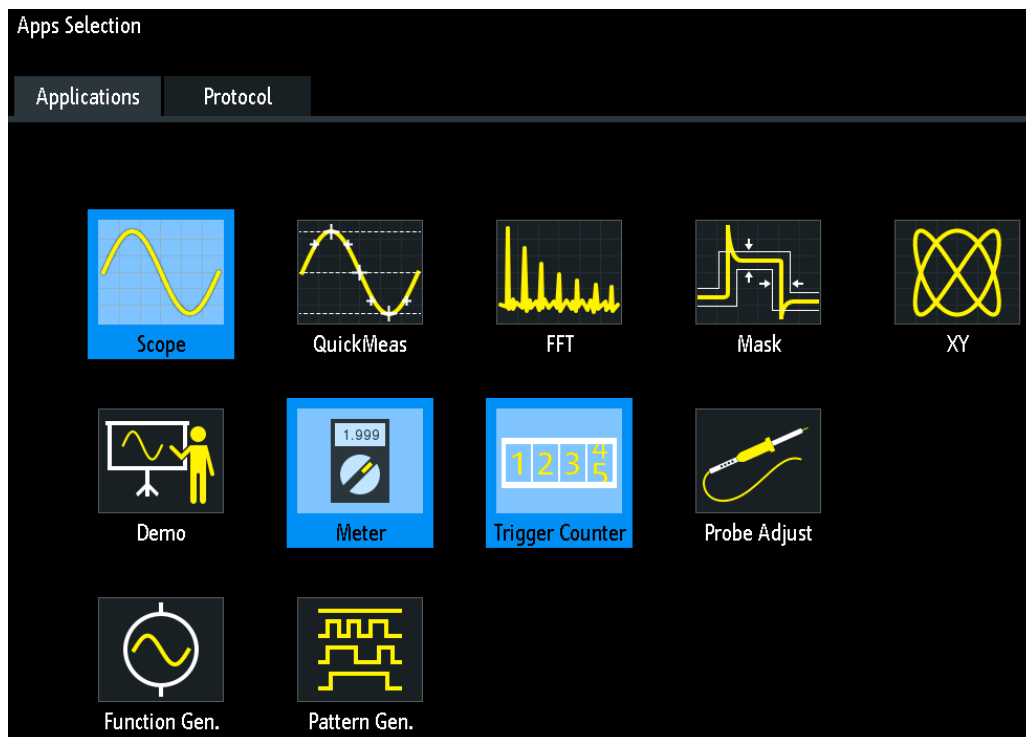 Apps Selection
Applications Protocol
Scope QuickMeas FFT Mask XY
1.999
1 2 3 4 5
Demo Meter Trigger Counter Probe Adjust
Function Gen. Pattern Gen.